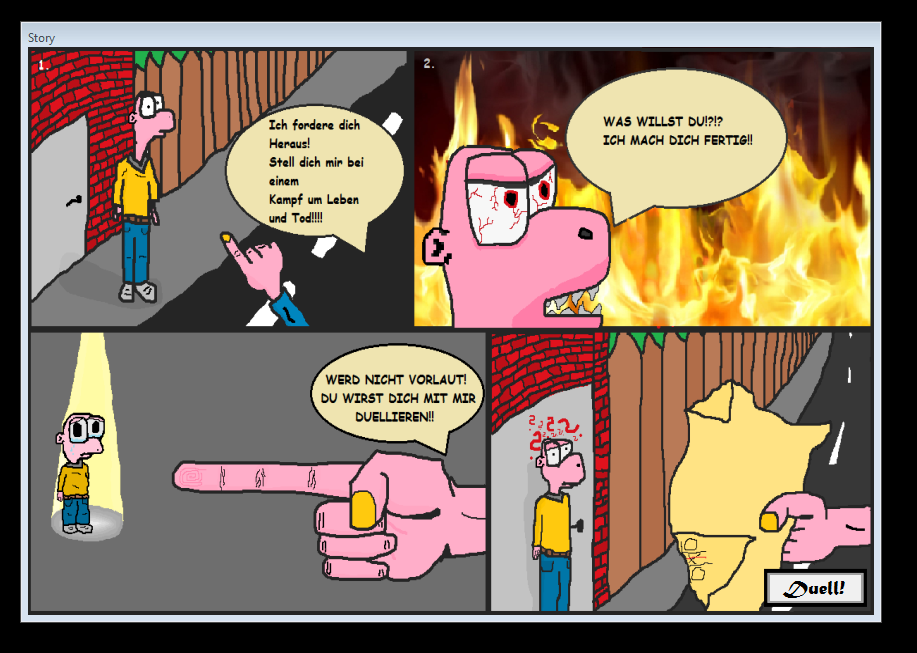 Story
1.
Ich fordere dich
Heraus!
Stell dich mir bei
einem
Kampf um Leben
und Tod!!!!
2.
WAS WILLST DU!?!?
ICH MACH DICH FERTIG!!
WERD NICHT VORLAUT!
DU WIRST DICH MIT MIR
DUELLIEREN!!
Duell!